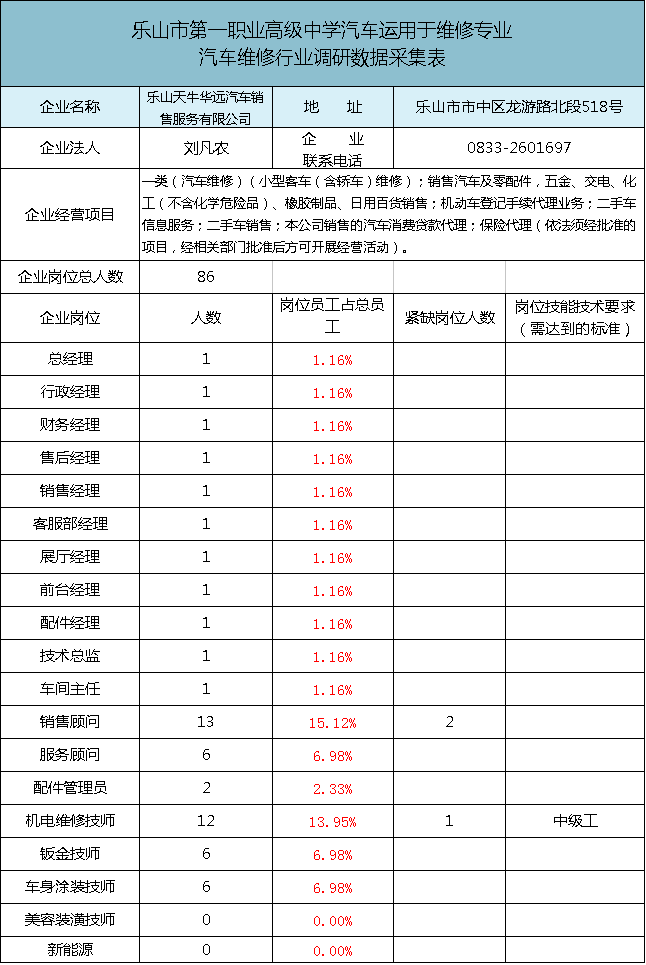 乐山市第一职业高级中学汽车运用于维修专业
汽车维修行业调研数据采集表
企业名称 乐山天牛华远汽车销售服务有限公司 地 址 乐山市市中区龙游路北段518号
企业法人 刘凡农 企 业 联系电话 0833-2601697
企业经营项目
一类（汽车维修）（小型客车（含轿车）维修）；销售汽车及零配件，五金、交电、化
工（不含化学危险品）、橡胶制品、日用百货销售；机动车登记手续代理业务；二手车
信息服务；二手车销售；本公司销售的汽车消费贷款代理；保险代理（依法须经批准的
项目，经相关部门批准后方可开展经营活动）。
企业岗位总人数 86
企业岗位 人数 岗位员工占总员工 紧缺岗位人数 岗位技能技术要求（需达到的标准）
总经理 1 1.16%
行政经理 1 1.16%
财务经理 1 1.16%
售后经理 1 1.16%
销售经理 1 1.16%
客服部经理 1 1.16%
展厅经理 1 1.16%
前台经理 1 1.16%
配件经理 1 1.16%
技术总监 1 1.16%
车间主任 1 1.16%
销售顾问 13 15.12% 2
服务顾问 6 6.98%
配件管理员 2 2.33%
机电维修技师 12 13.95% 1 中级工
钣金技师 6 6.98%
车身涂装技师 6 6.98%
美容装潢技师 0 0.00%
新能源 0 0.00%